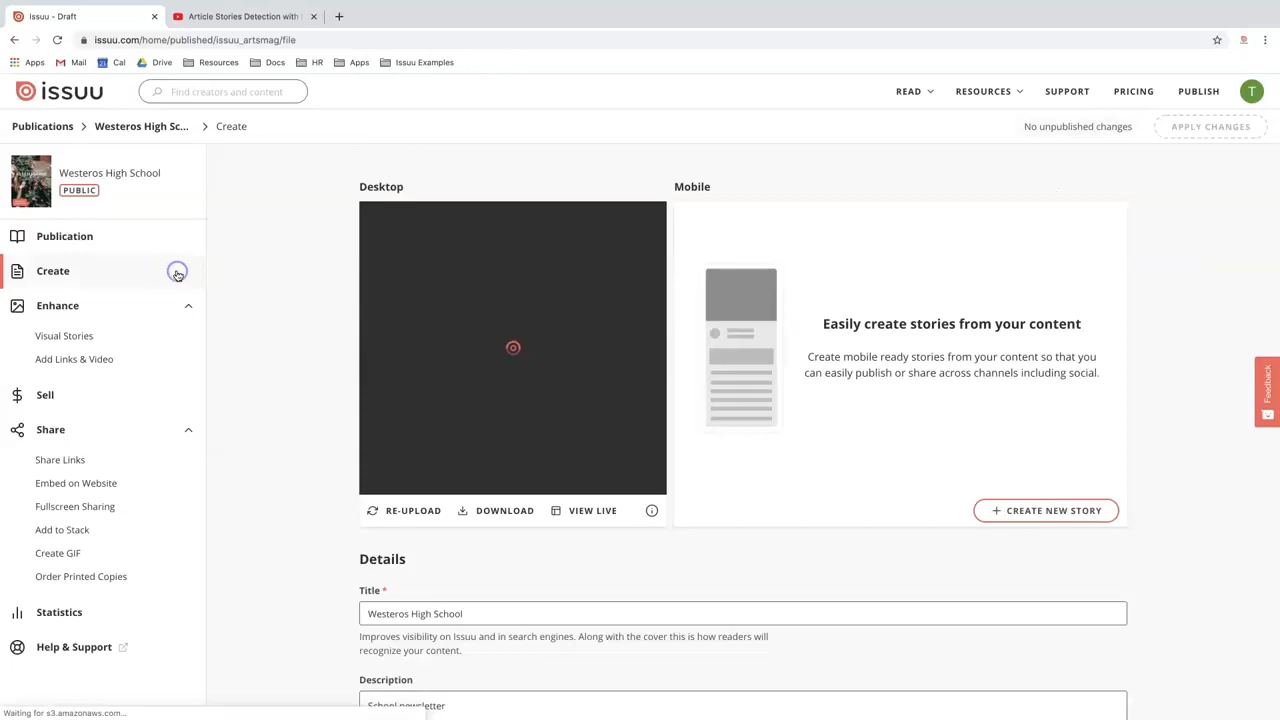 Issuu - Draft
Article Stories Detection with
issuu.com/home/published/issuu_artsmag/file
Apps Mail Cal Drive Resources Docs HR Apps Issuu Examples
issuu
Find creators and content
READ RESOURCES SUPPORT PRICING PUBLISH T
Publications > Westeros High Sc... > Create
No unpublished changes
APPLY CHANGES
Westeros High School
PUBLIC
Publication
Create
Enhance
Visual Stories
Add Links & Video
Sell
Share
Share Links
Embed on Website
Fullscreen Sharing
Add to Stack
Create GIF
Order Printed Copies
Statistics
Help & Support
Desktop
Mobile
Easily create stories from your content
Create mobile ready stories from your content so that you
can easily publish or share across channels including social.
RE-UPLOAD DOWNLOAD VIEW LIVE
+ CREATE NEW STORY
Details
Title *
Westeros High School
Improves visibility on Issuu and in search engines. Along with the cover this is how readers will
recognize your content.
Description
School newsletter
Feedback
Waiting for s3.amazonaws.com...